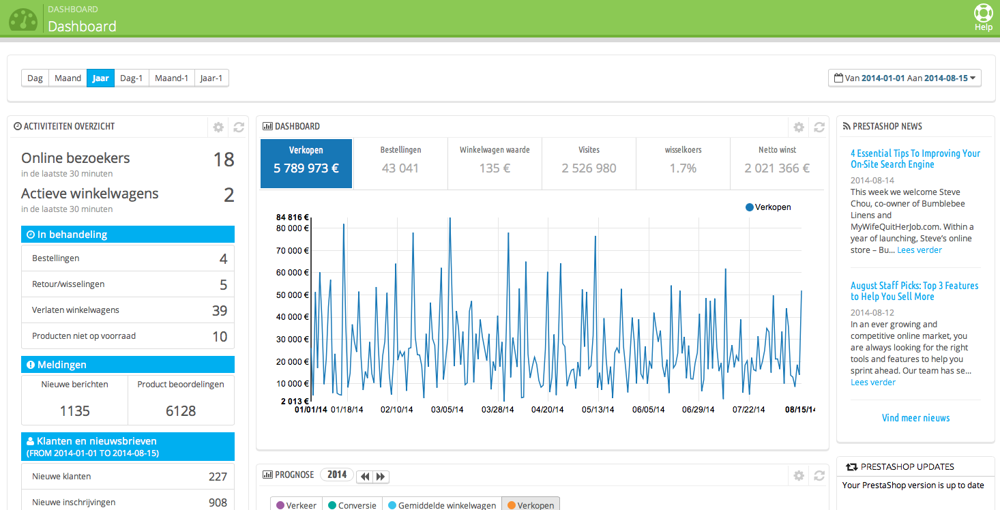 DASHBOARD
Dashboard
Help
Dag Maand Jaar Dag-1 Maand-1 Jaar-1
Van 2014-01-01 Aan 2014-08-15
ACTIVITEITEN OVERZICHT
Online bezoekers 18
in de laatste 30 minuten
Actieve winkelwagens 2
in de laatste 30 minuten
In behandeling
Bestellingen 4
Retour/wisselingen 5
Verlaten winkelwagens 39
Producten niet op voorraad 10
Meldingen
Nieuwe berichten Product beoordelingen
1135 6128
Klanten en nieuwsbrieven
(FROM 2014-01-01 TO 2014-08-15)
Nieuwe klanten 227
Nieuwe inschrijvingen 908
DASHBOARD
Verkopen Bestellingen Winkelwagen waarde Visites wisselkoers Netto winst
5 789 973 € 43 041 135 € 2 526 980 1.7% 2 021 366 €
Verkopen
84 816 €
80 000 €
70 000 €
60 000 €
50 000 €
40 000 €
30 000 €
20 000 €
10 000 €
2 013 €
01/01/14 01/18/14 02/10/14 03/05/14 03/28/14 04/20/14 05/13/14 06/05/14 06/29/14 07/22/14 08/15/14
PROGNOSE 2014
Verkeer Conversie Gemiddelde winkelwagen Verkopen
PRESTASHOP NEWS
4 Essential Tips To Improving Your
On-Site Search Engine
2014-08-14
This week we welcome Steve
Chou, co-owner of Bumblebee
Linens and
MyWifeQuitHerJob.com. Within a
year of launching, Steve's online
store – Bu... Lees verder
August Staff Picks: Top 3 Features
to Help You Sell More
2014-08-12
In an ever growing and
competitive online market, you
are always looking for the right
tools and features to help you
sprint ahead. Our team has se...
Lees verder
Vind meer nieuws
PRESTASHOP UPDATES
Your PrestaShop version is up to date